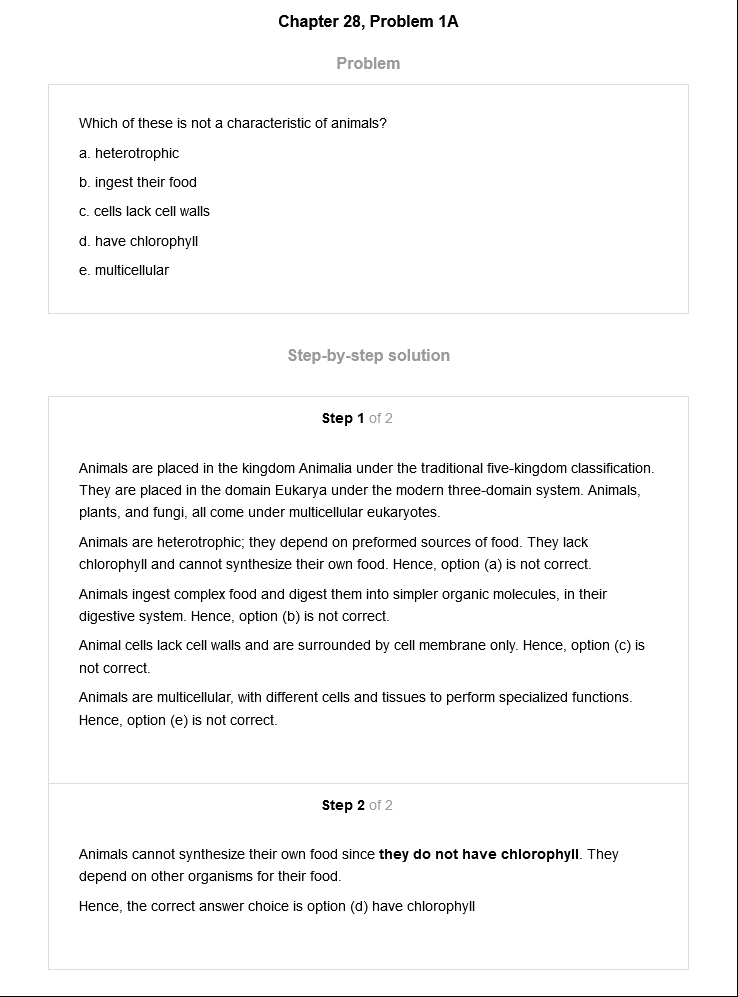 Chapter 28, Problem 1A
Problem
Which of these is not a characteristic of animals?
a. heterotrophic
b. ingest their food
c. cells lack cell walls
d. have chlorophyll
e. multicellular
Step-by-step solution
Step 1 of 2
Animals are placed in the kingdom Animalia under the traditional five-kingdom classification.
They are placed in the domain Eukarya under the modern three-domain system. Animals,
plants, and fungi, all come under multicellular eukaryotes.
Animals are heterotrophic; they depend on preformed sources of food. They lack
chlorophyll and cannot synthesize their own food. Hence, option (a) is not correct.
Animals ingest complex food and digest them into simpler organic molecules, in their
digestive system. Hence, option (b) is not correct.
Animal cells lack cell walls and are surrounded by cell membrane only. Hence, option (c) is
not correct.
Animals are multicellular, with different cells and tissues to perform specialized functions.
Hence, option (e) is not correct.
Step 2 of 2
Animals cannot synthesize their own food since they do not have chlorophyll. They
depend on other organisms for their food.
Hence, the correct answer choice is option (d) have chlorophyll